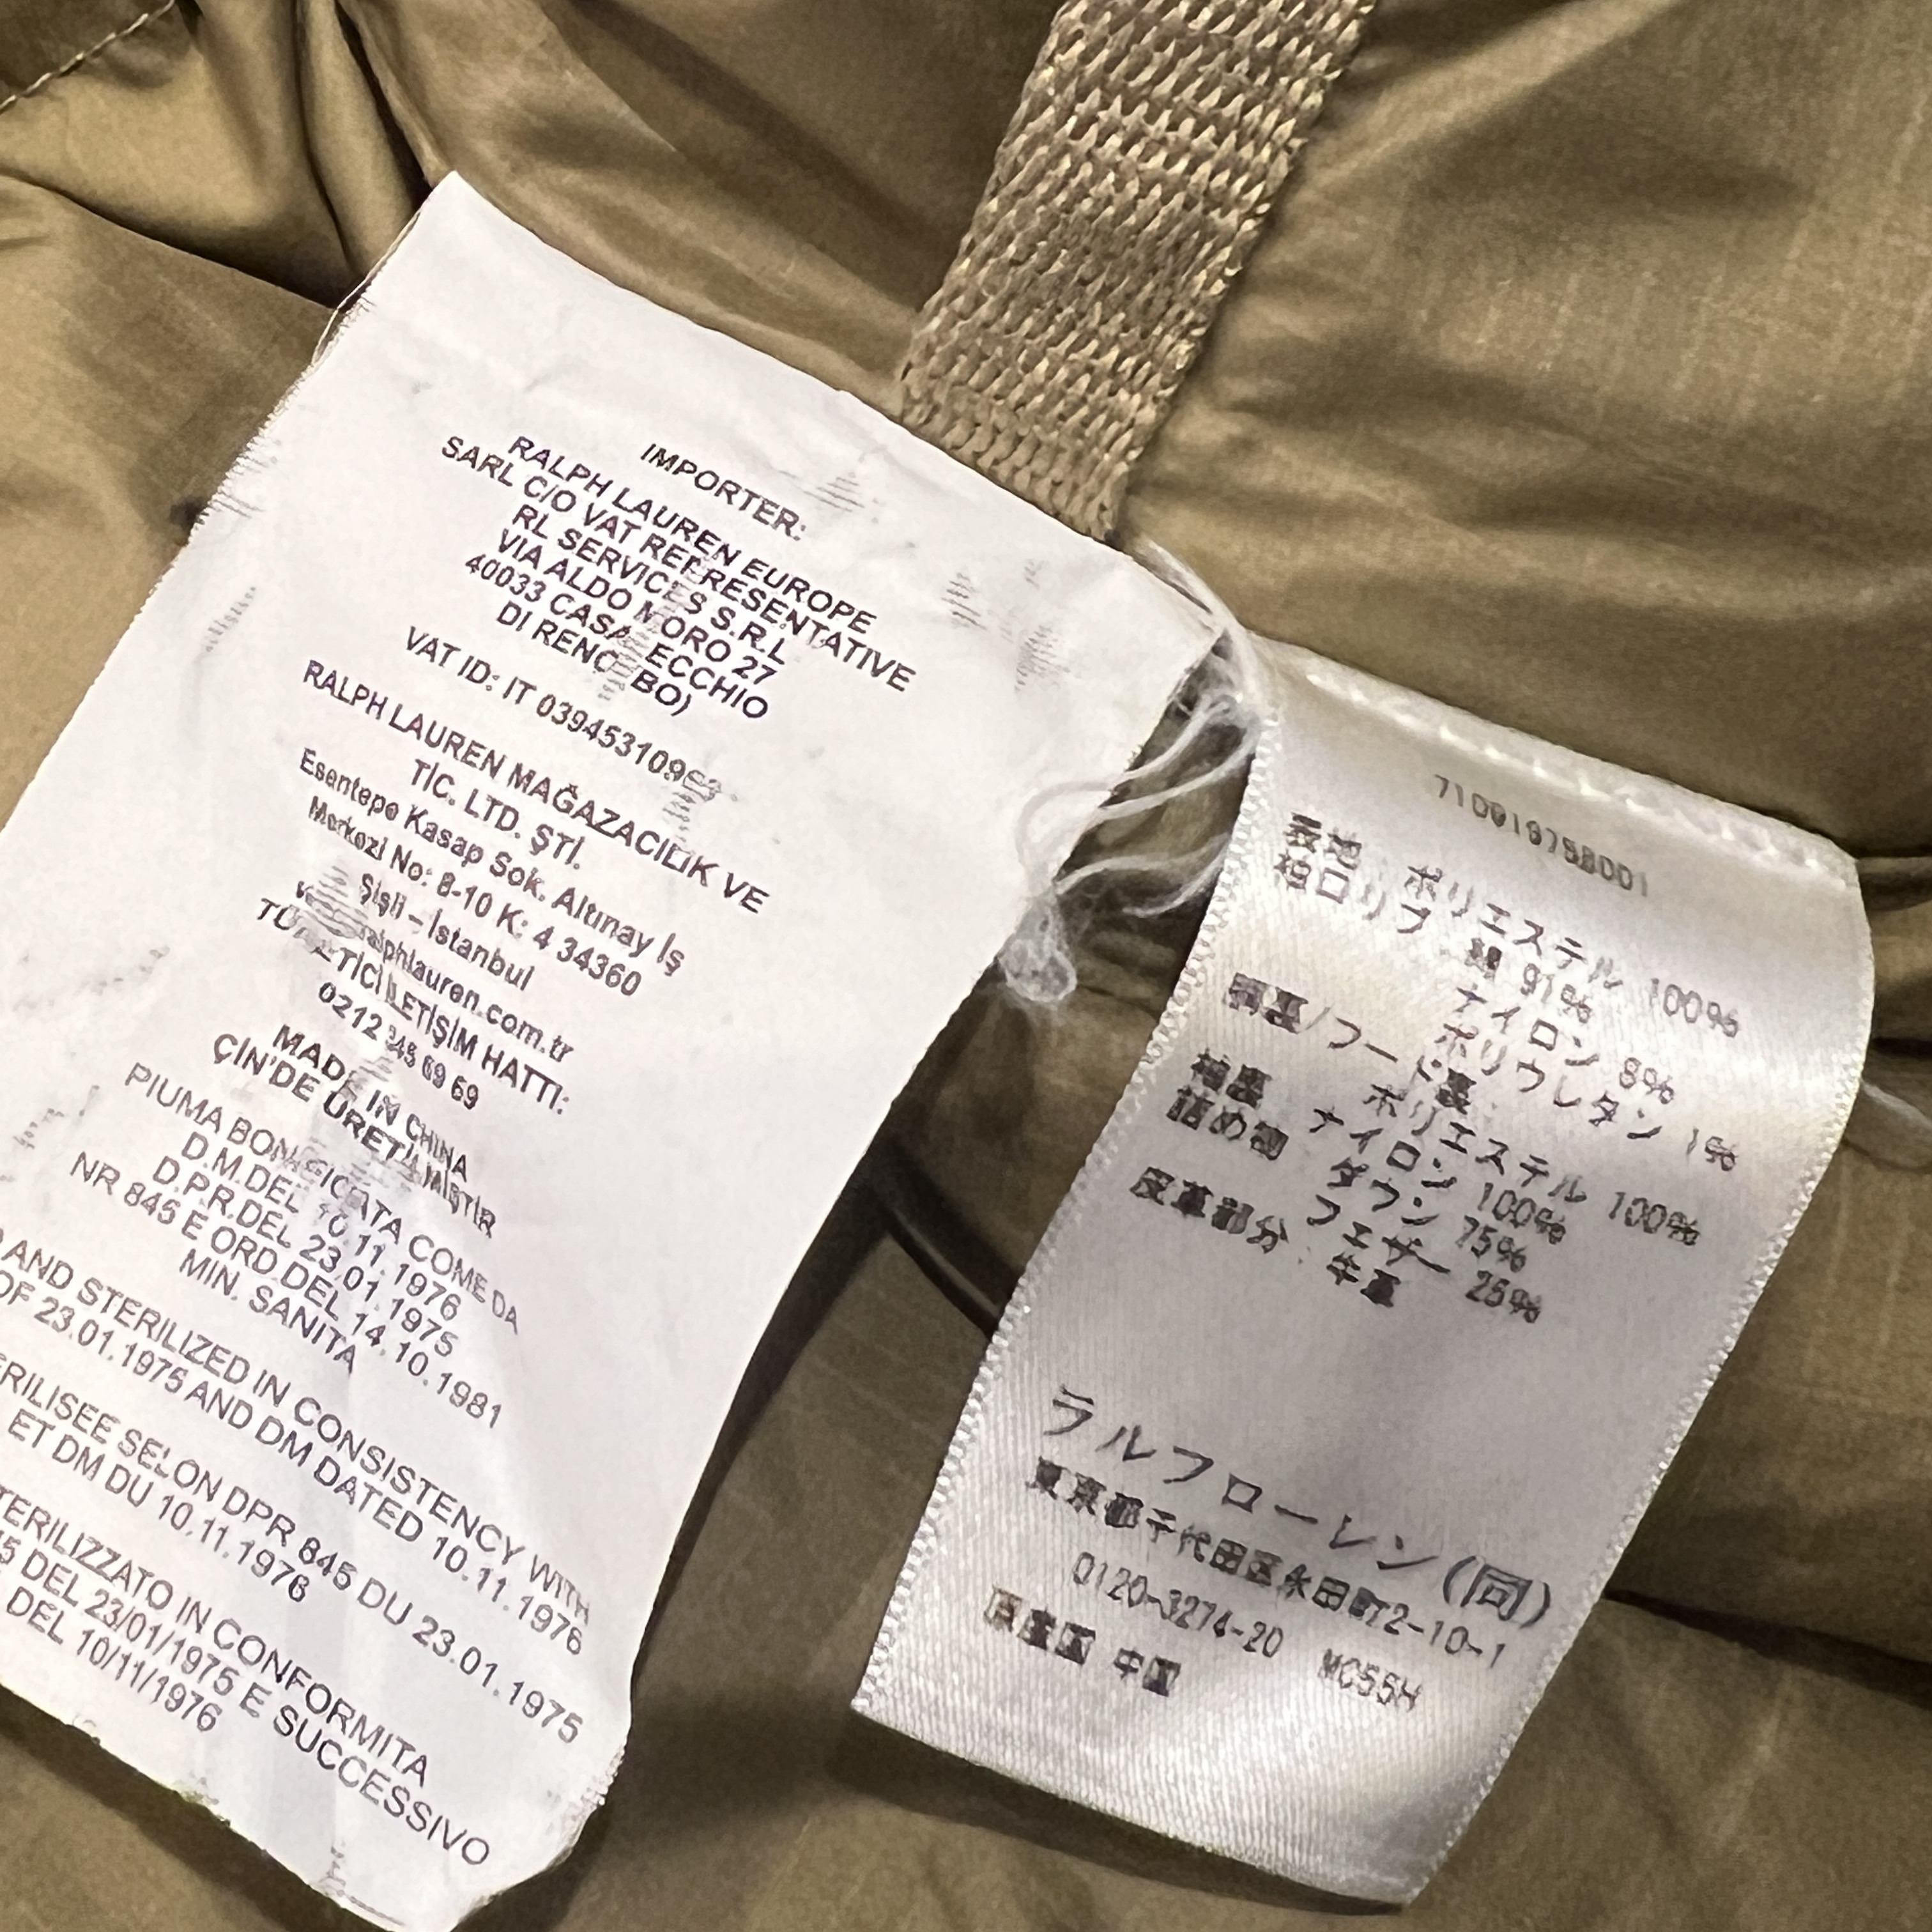 IMPORTER:
RALPH LAUREN EUROPE
SARL C/O VAT REPRESENTATIVE
RL SERVICES S.R.L
VIA ALDO MORO 27
40033 CASA ECCHIO
DI RENO BO)
VAT ID: IT 039453109
RALPH LAUREN MAĞAZACILIK VE
TİC. LTD. ŞTİ.
Esentepe Kasap Sok. Altınay İş
Merkezi No: 8-10 K: 4 34360
Şişli – İstanbul
ralphlauren.com.tr
TÜ ETİCİ İLETİŞİM HATTI:
0212 345 69 69
MADE IN CHINA
ÇİN'DE ÜRETİLMİŞTİR
PIUMA BONIFICATA COME DA
D.M.DEL 10.11.1976
D.P.R.DEL 23.01.1975
NR 845 E ORD.DEL 14.10.1981
MIN. SANITA
AND STERILIZED IN CONSISTENCY WITH
OF 23.01.1975 AND DM DATED 10.11.1976
ERILISEE SELON DPR 845 DU 23.01.1975
ET DM DU 10.11.1976
TERILIZZATO IN CONFORMITA
45 DEL 23/01/1975 E SUCCESSIVO
DEL 10/11/1976
710919758001
表地 ポリエステル 100%
袖口リブ 綿 91%
ナイロン 8%
ポリウレタン 1%
胴裏/フード裏
ポリエステル 100%
袖裏 ナイロン 100%
詰め物 ダウン 75%
フェザー 25%
皮革部分 牛革
ラルフローレン(同)
東京都千代田区永田町2-10-1
0120-3274-20 MC55H
原産国 中国